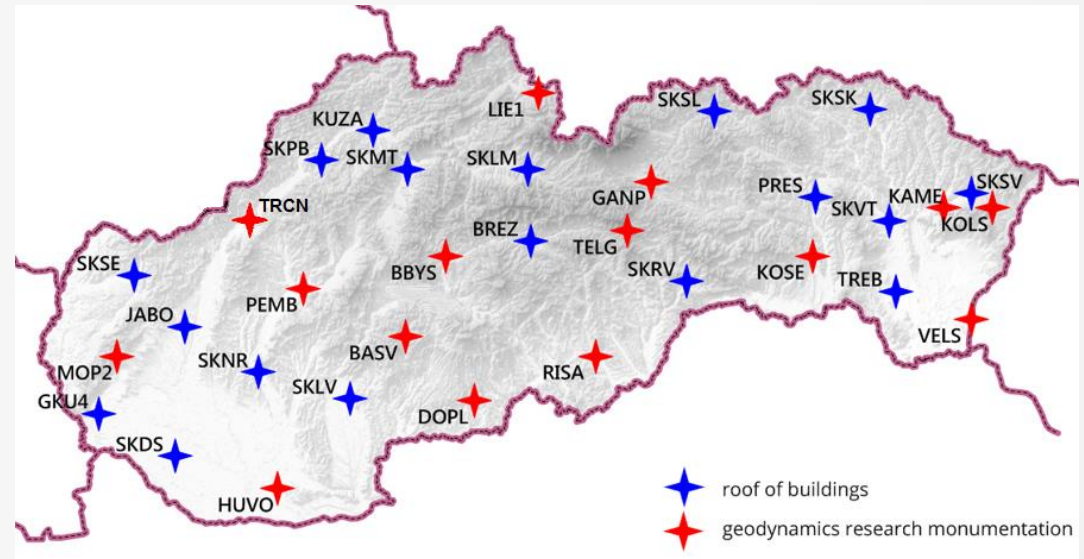 LIE1
SKSL
SKSK
KUZA
SKPB
SKMT
SKLM
GANP
PRES
SKVT
KAME
SKSV
KOLS
TRCN
BREZ
TELG
SKSE
BBYS
SKRV
KOSE
TREB
PEMB
JABO
VELS
MOP2
SKNR
BASV
RISA
SKLV
GKU4
DOPL
SKDS
HUVO
roof of buildings
geodynamics research monumentation